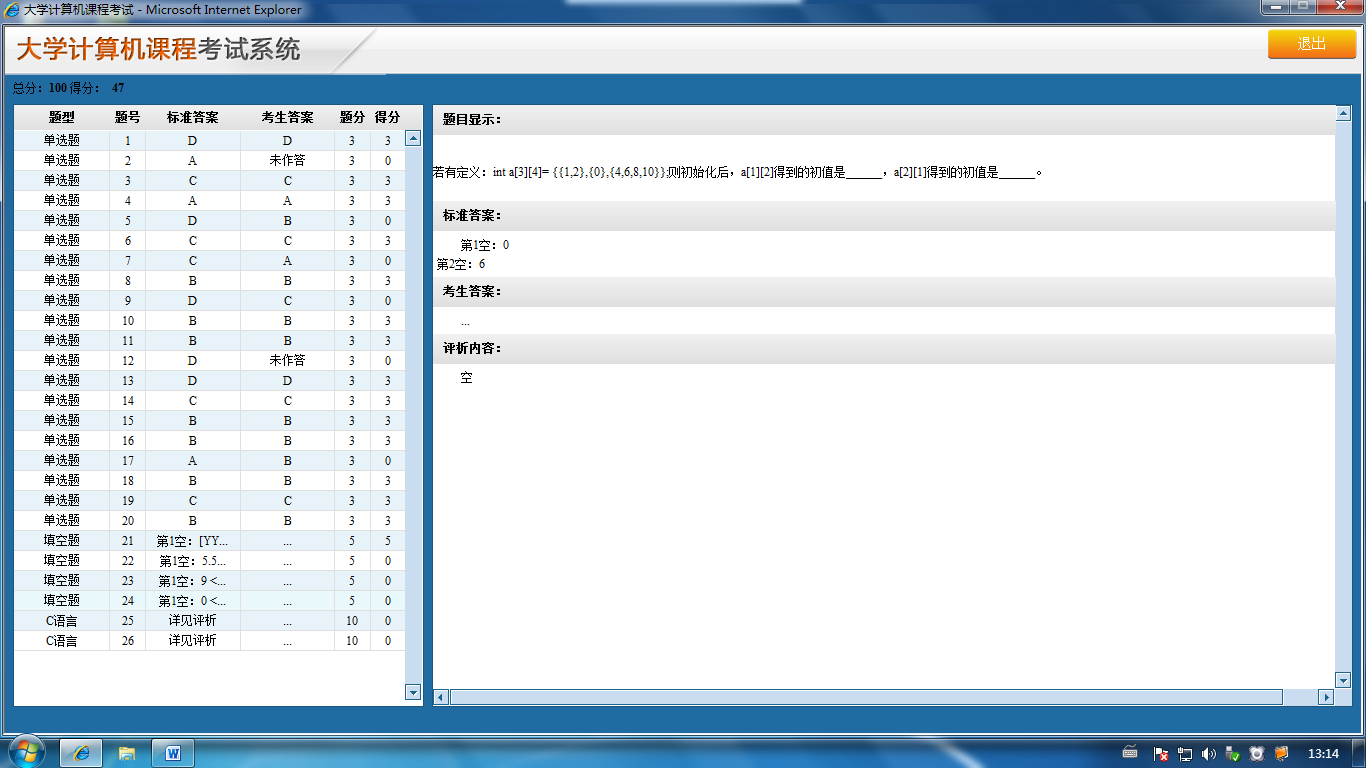 大学计算机课程考试 - Microsoft Internet Explorer
大学计算机课程考试系统
退出
总分：100 得分： 47
题型 题号 标准答案 考生答案 题分 得分
单选题 1 D D 3 3
单选题 2 A 未作答 3 0
单选题 3 C C 3 3
单选题 4 A A 3 3
单选题 5 D B 3 0
单选题 6 C C 3 3
单选题 7 C A 3 0
单选题 8 B B 3 3
单选题 9 D C 3 0
单选题 10 B B 3 3
单选题 11 B B 3 3
单选题 12 D 未作答 3 0
单选题 13 D D 3 3
单选题 14 C C 3 3
单选题 15 B B 3 3
单选题 16 B B 3 3
单选题 17 A B 3 0
单选题 18 B B 3 3
单选题 19 C C 3 3
单选题 20 B B 3 3
填空题 21 第1空：[YY... ... 5 5
填空题 22 第1空：5.5... ... 5 0
填空题 23 第1空：9 <... ... 5 0
填空题 24 第1空：0 <... ... 5 0
C语言 25 详见评析 ... 10 0
C语言 26 详见评析 ... 10 0
题目显示：
若有定义：int a[3][4]= {{1,2},{0},{4,6,8,10}};则初始化后，a[1][2]得到的初值是______，a[2][1]得到的初值是______。
标准答案：
第1空：0
第2空：6
考生答案：
...
评析内容：
空
13:14